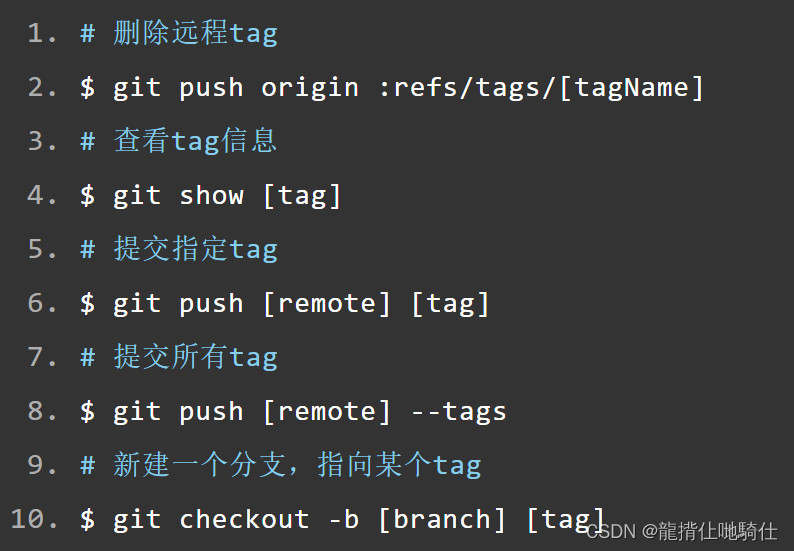 1. # 删除远程tag
2. $ git push origin :refs/tags/[tagName]
3. # 查看tag信息
4. $ git show [tag]
5. # 提交指定tag
6. $ git push [remote] [tag]
7. # 提交所有tag
8. $ git push [remote] --tags
9. # 新建一个分支，指向某个tag
10. $ git checkout -b [branch] [tag]
CSDN @龍揹仩哋騎仕